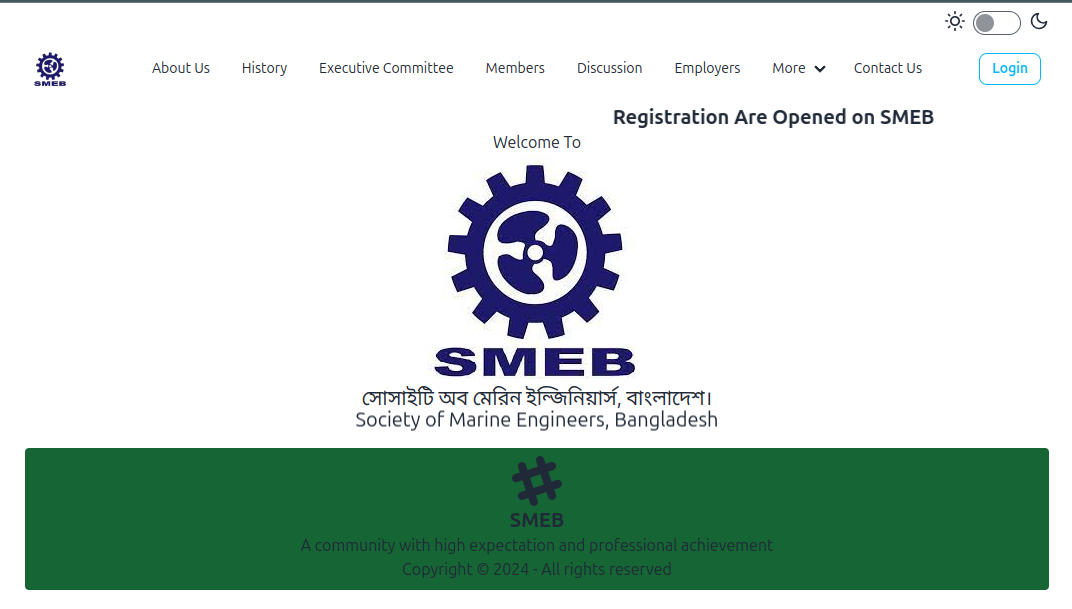 SMEB
About Us History Executive Committee Members Discussion Employers More Contact Us Login
Registration Are Opened on SMEB
Welcome To
SMEB
সোসাইটি অব মেরিন ইন্জিনিয়ার্স, বাংলাদেশ।
Society of Marine Engineers, Bangladesh
SMEB
A community with high expectation and professional achievement
Copyright © 2024 - All rights reserved